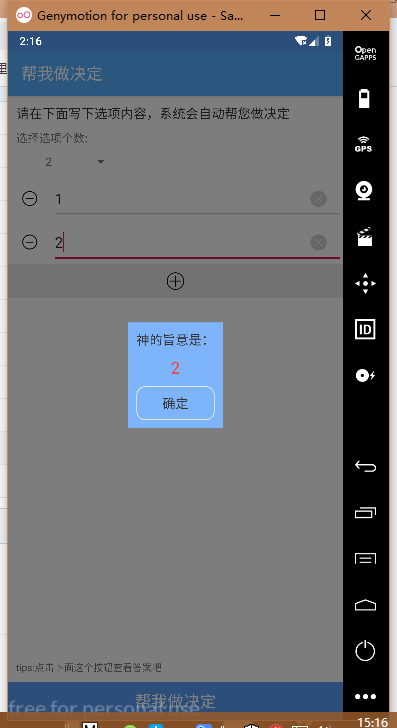 Genymotion for personal use - Sa...
2:16
Open
GAPPS
帮我做决定
请在下面写下选项内容，系统会自动帮您做决定
GPS
选择选项个数:
2
1
2
ID
神的旨意是:
2
确定
tips:点击下面这个按钮查看答案吧
帮我做决定
free for personal use
15:16